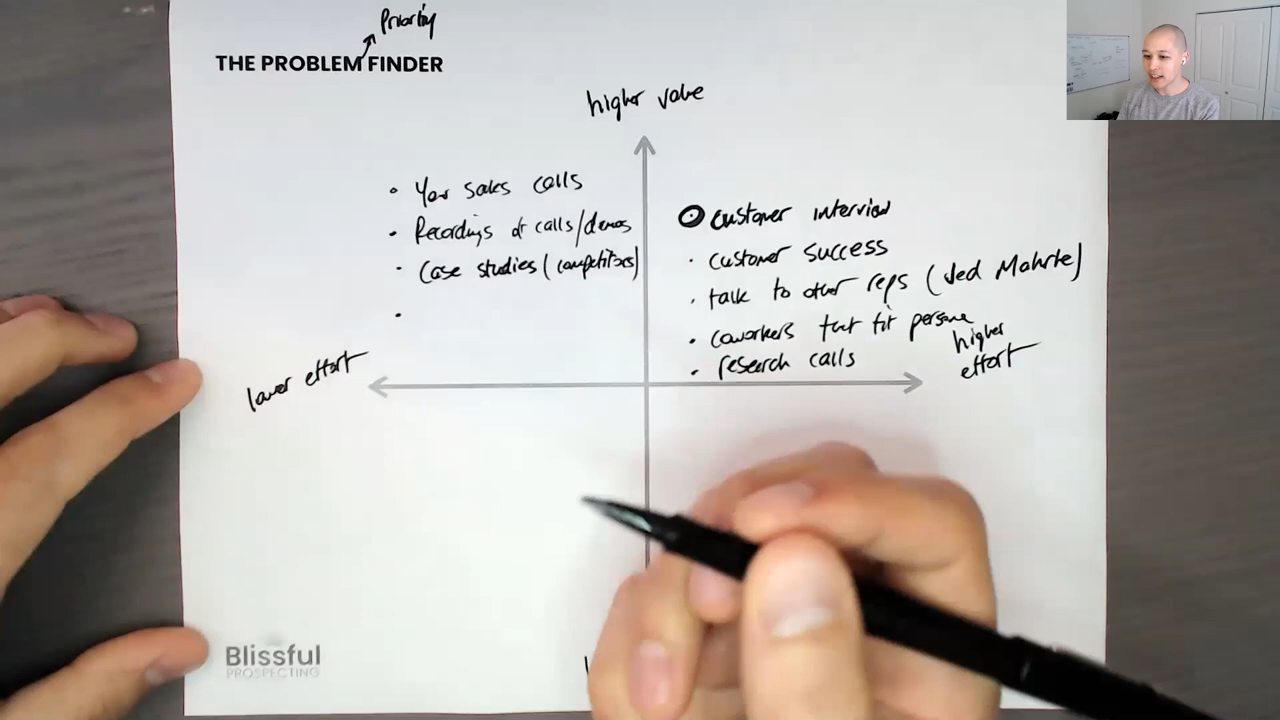 Priority
THE PROBLEM FINDER
higher value
• Your sales calls
• Recordings of calls/demos
• Case studies (competitors)
•
customer interview
• customer success
• talk to other reps (Jed Mahrle)
• coworkers that fit persona
• research calls
higher
effort
lower effort
Blissful
PROSPECTING